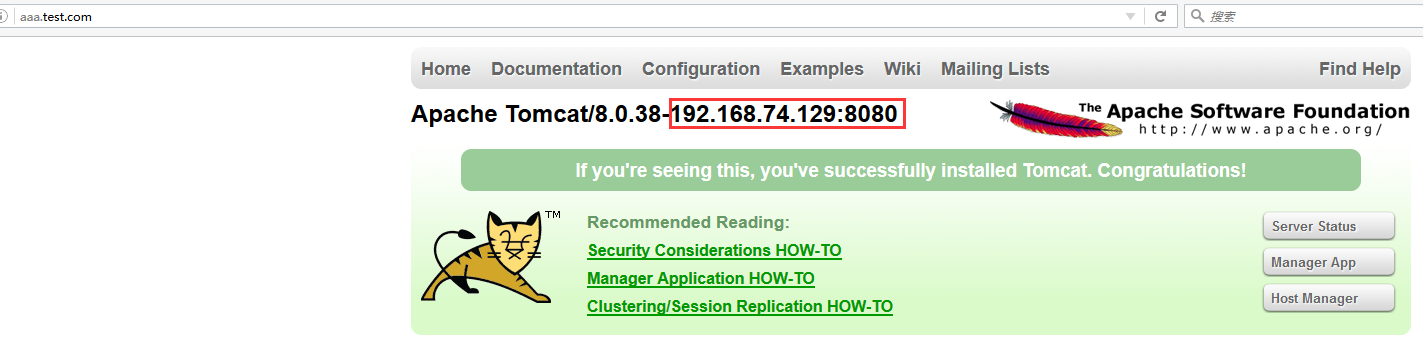 aaa.test.com
搜索
Home Documentation Configuration Examples Wiki Mailing Lists Find Help
Apache Tomcat/8.0.38-192.168.74.129:8080
The Apache Software Foundation
http://www.apache.org/
If you're seeing this, you've successfully installed Tomcat. Congratulations!
TM
Recommended Reading:
Security Considerations HOW-TO
Manager Application HOW-TO
Clustering/Session Replication HOW-TO
Server Status
Manager App
Host Manager